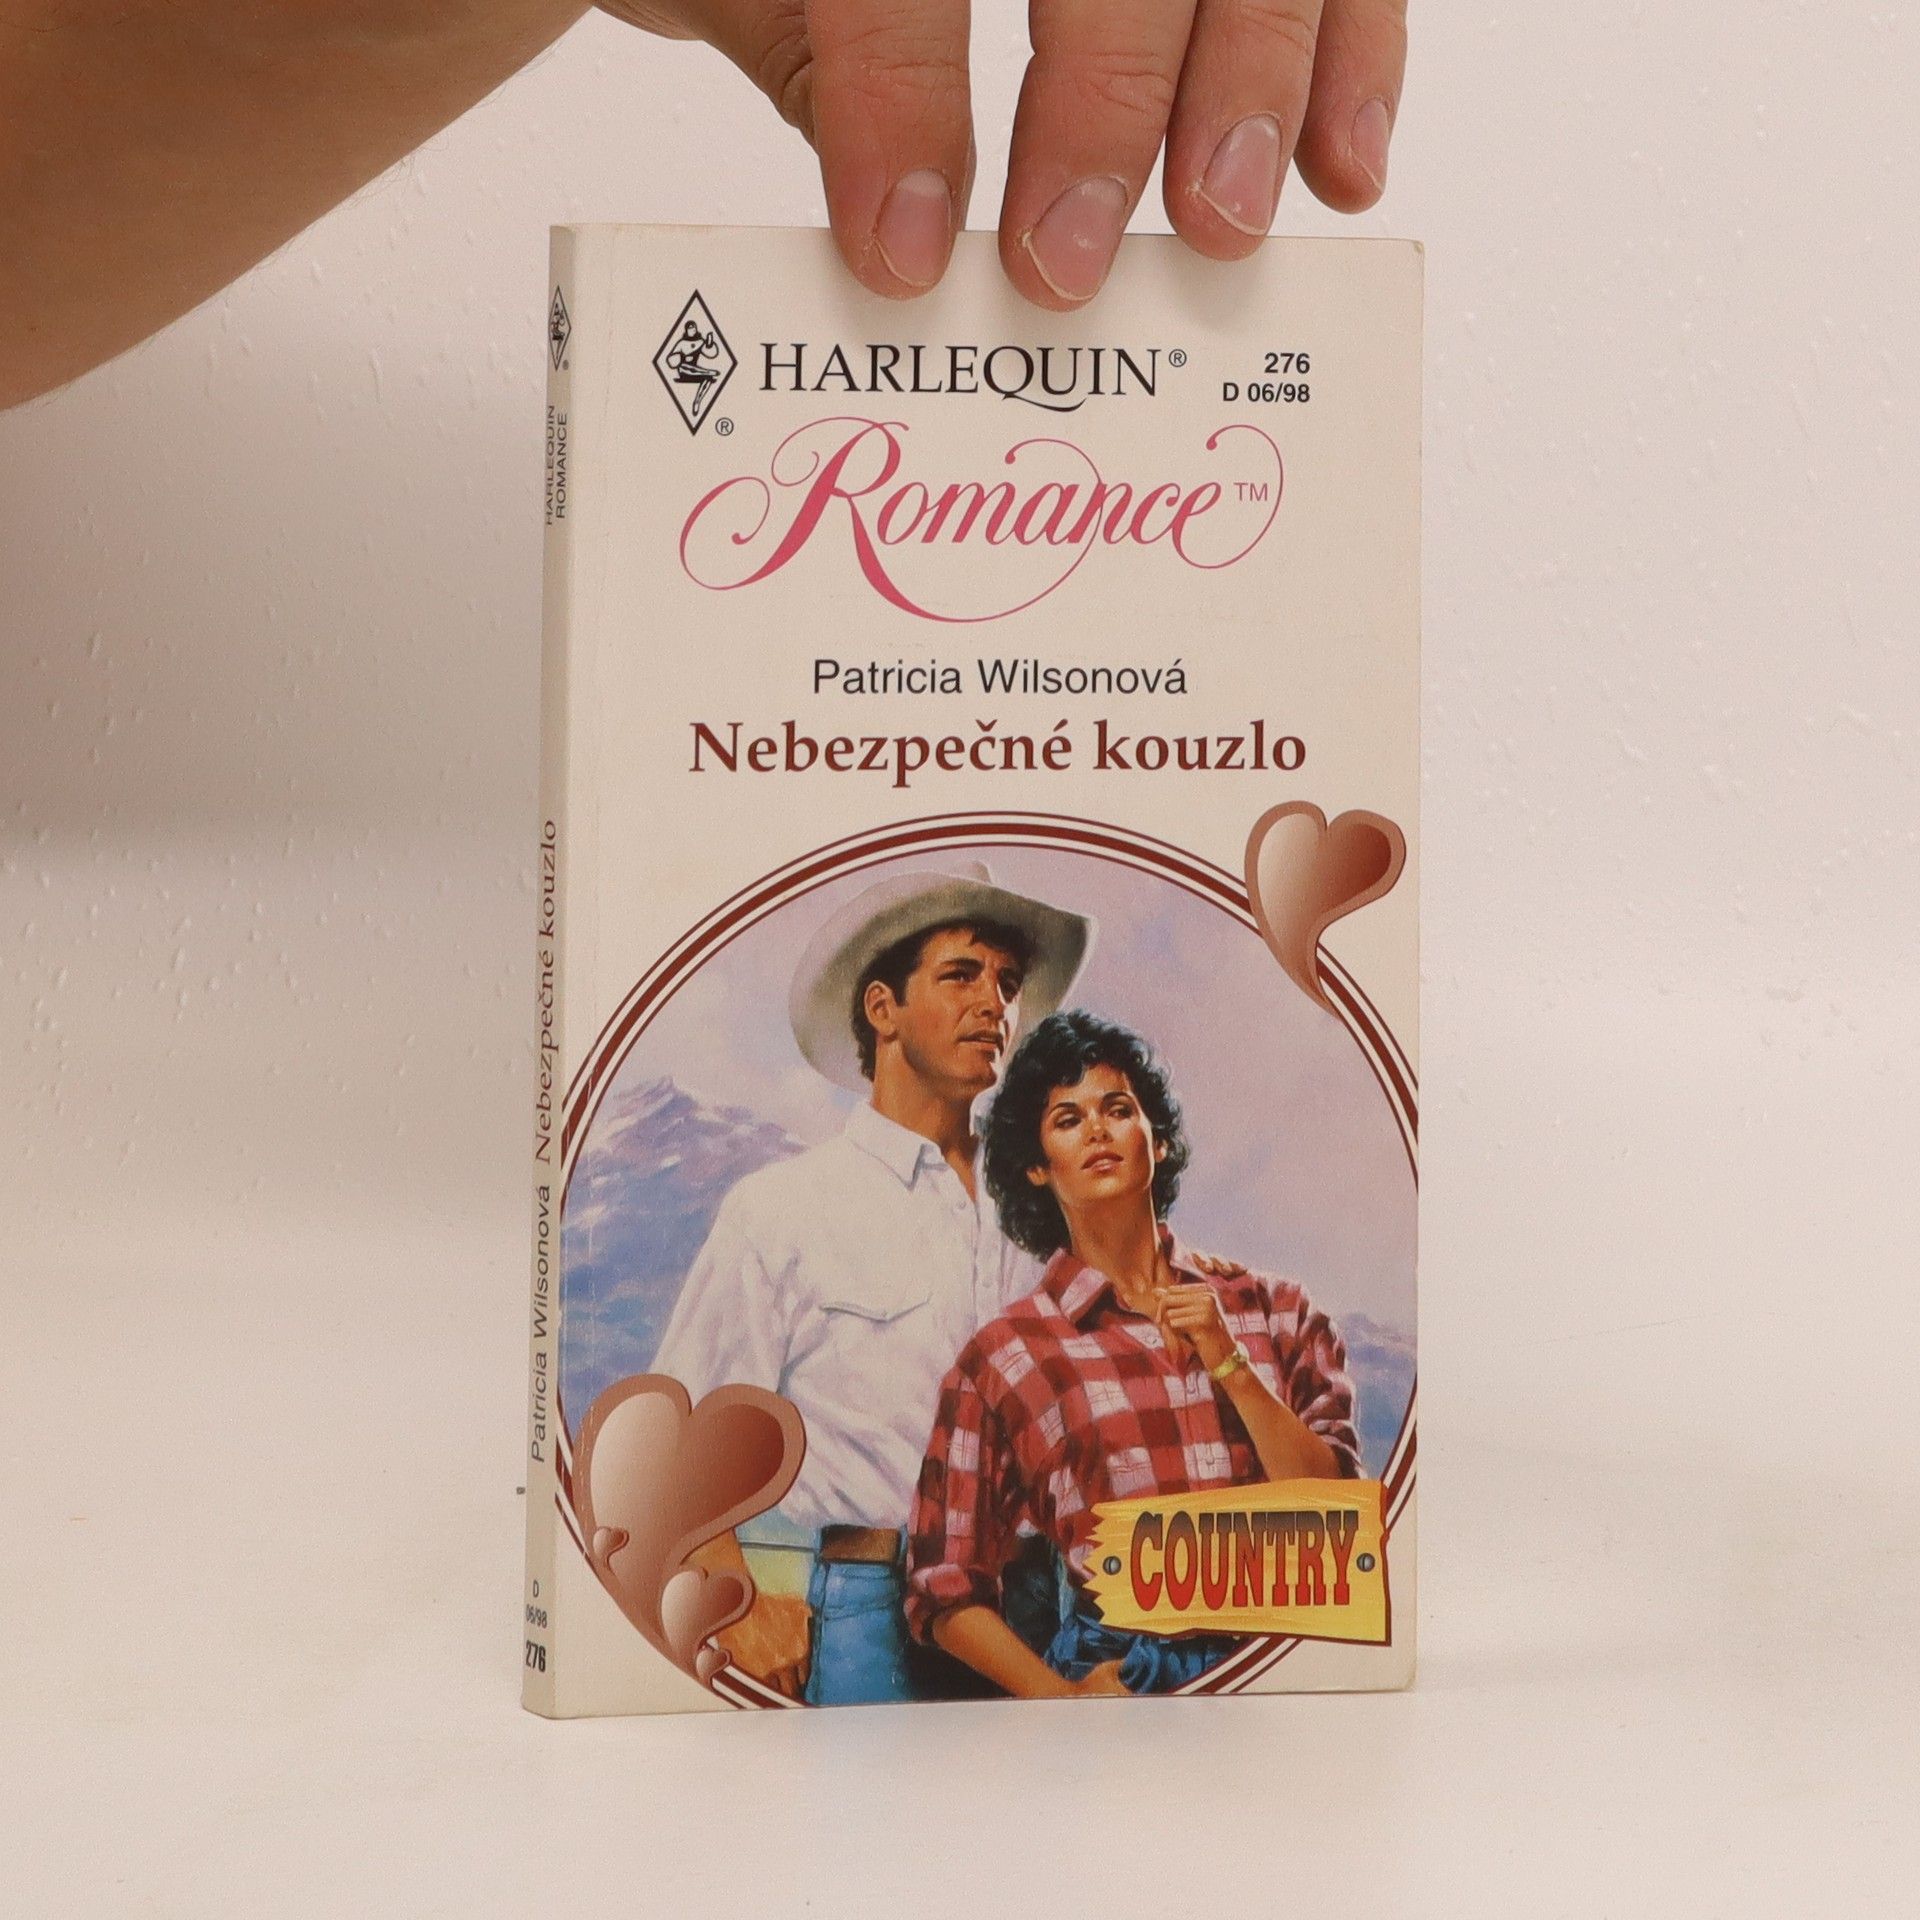 HARLEQUIN®
276
D 06/98
®
Romance™
Patricia Wilsonová
Nebezpečné kouzlo
COUNTRY
®
HARLEQUIN
ROMANCE
Patricia Wilsonová Nebezpečné kouzlo
D
06/98
276